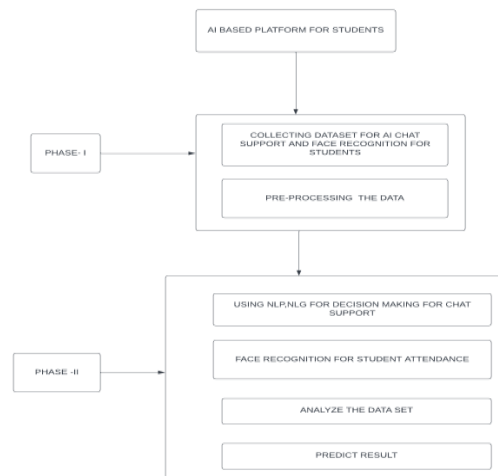 AI BASED PLATFORM FOR STUDENTS
COLLECTING DATASET FOR AI CHAT
SUPPORT AND FACE RECOGNITION FOR
STUDENTS
PHASE- I
PRE-PROCESSING THE DATA
USING NLP,NLG FOR DECISION MAKING FOR CHAT
SUPPORT
FACE RECOGNITION FOR STUDENT ATTENDANCE
PHASE -II
ANALYZE THE DATA SET
PREDICT RESULT